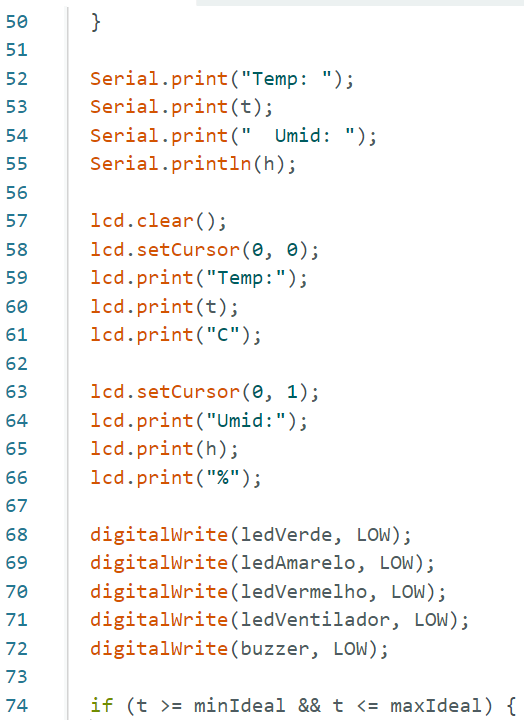 50 }
51
52 Serial.print("Temp: ");
53 Serial.print(t);
54 Serial.print("  Umid: ");
55 Serial.println(h);
56
57 lcd.clear();
58 lcd.setCursor(0, 0);
59 lcd.print("Temp:");
60 lcd.print(t);
61 lcd.print("C");
62
63 lcd.setCursor(0, 1);
64 lcd.print("Umid:");
65 lcd.print(h);
66 lcd.print("%");
67
68 digitalWrite(ledVerde, LOW);
69 digitalWrite(ledAmarelo, LOW);
70 digitalWrite(ledVermelho, LOW);
71 digitalWrite(ledVentilador, LOW);
72 digitalWrite(buzzer, LOW);
73
74 if (t >= minIdeal && t <= maxIdeal) {